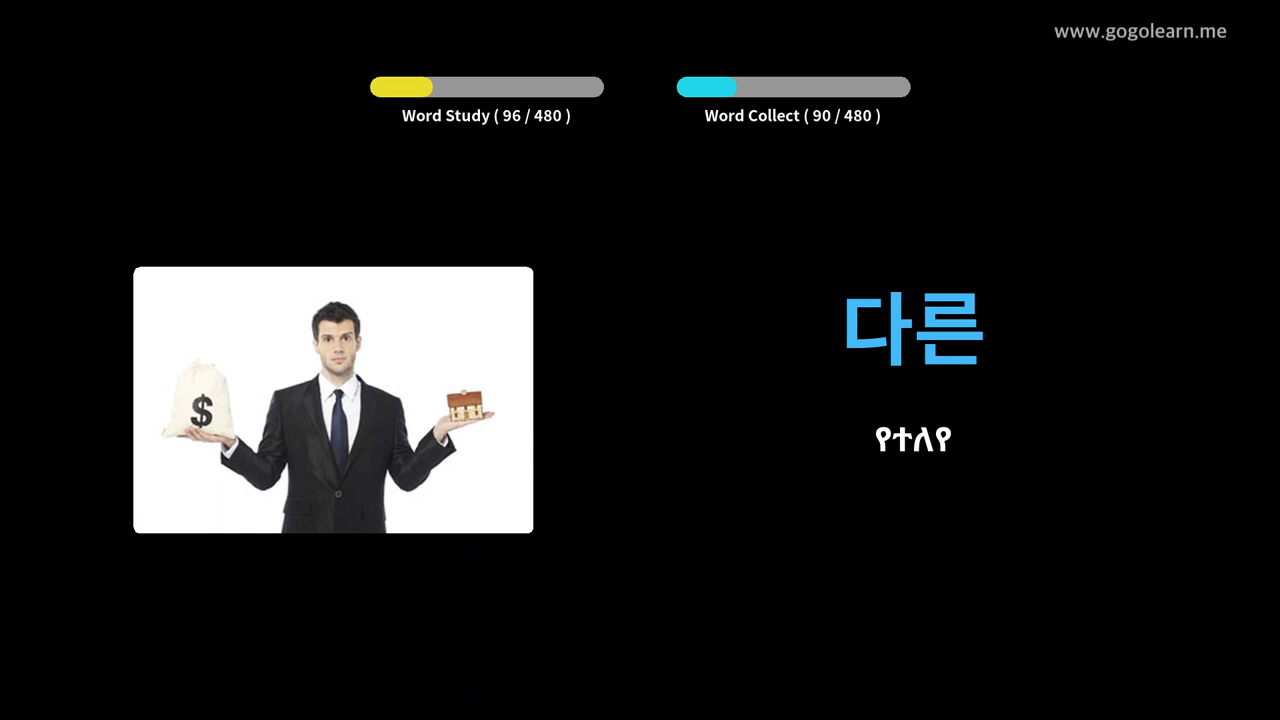 www.gogolearn.me
Word Study ( 96 / 480 )
Word Collect ( 90 / 480 )
$
다른
የተለየ